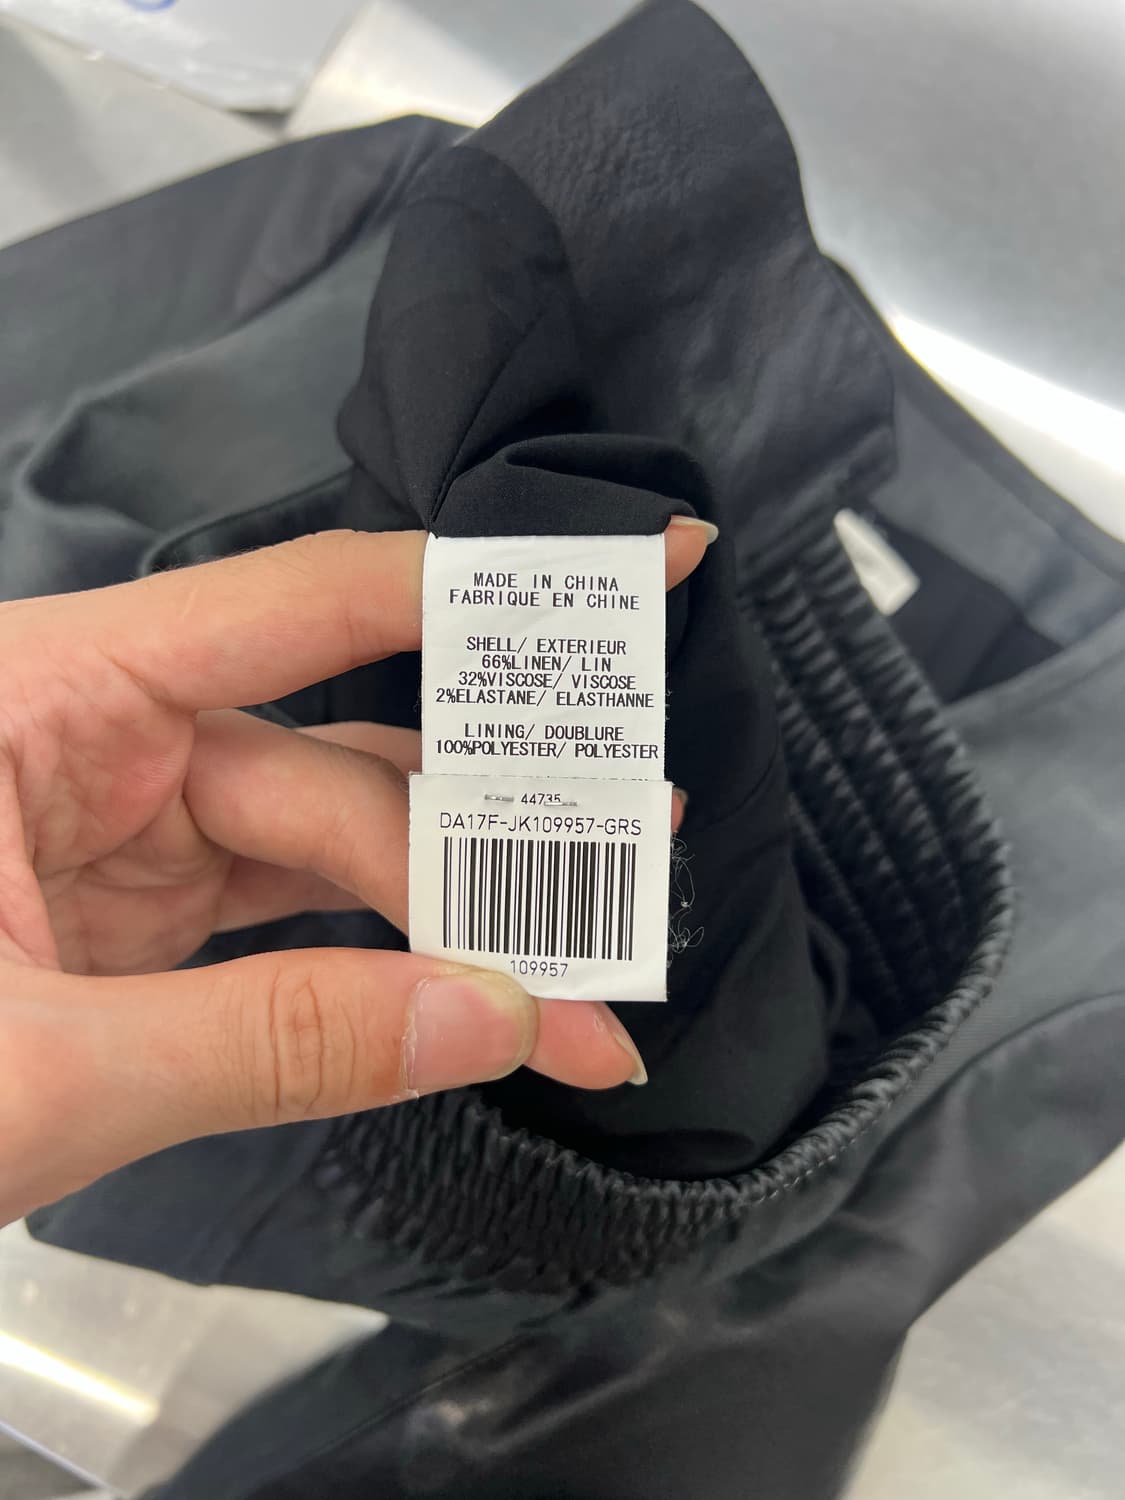 MADE IN CHINA
FABRIQUE EN CHINE
SHELL/ EXTERIEUR
66%LINEN/ LIN
32%VISCOSE/ VISCOSE
2%ELASTANE/ ELASTHANNE
LINING/ DOUBLURE
100%POLYESTER/ POLYESTER
44735
DA17F-JK109957-GRS
109957